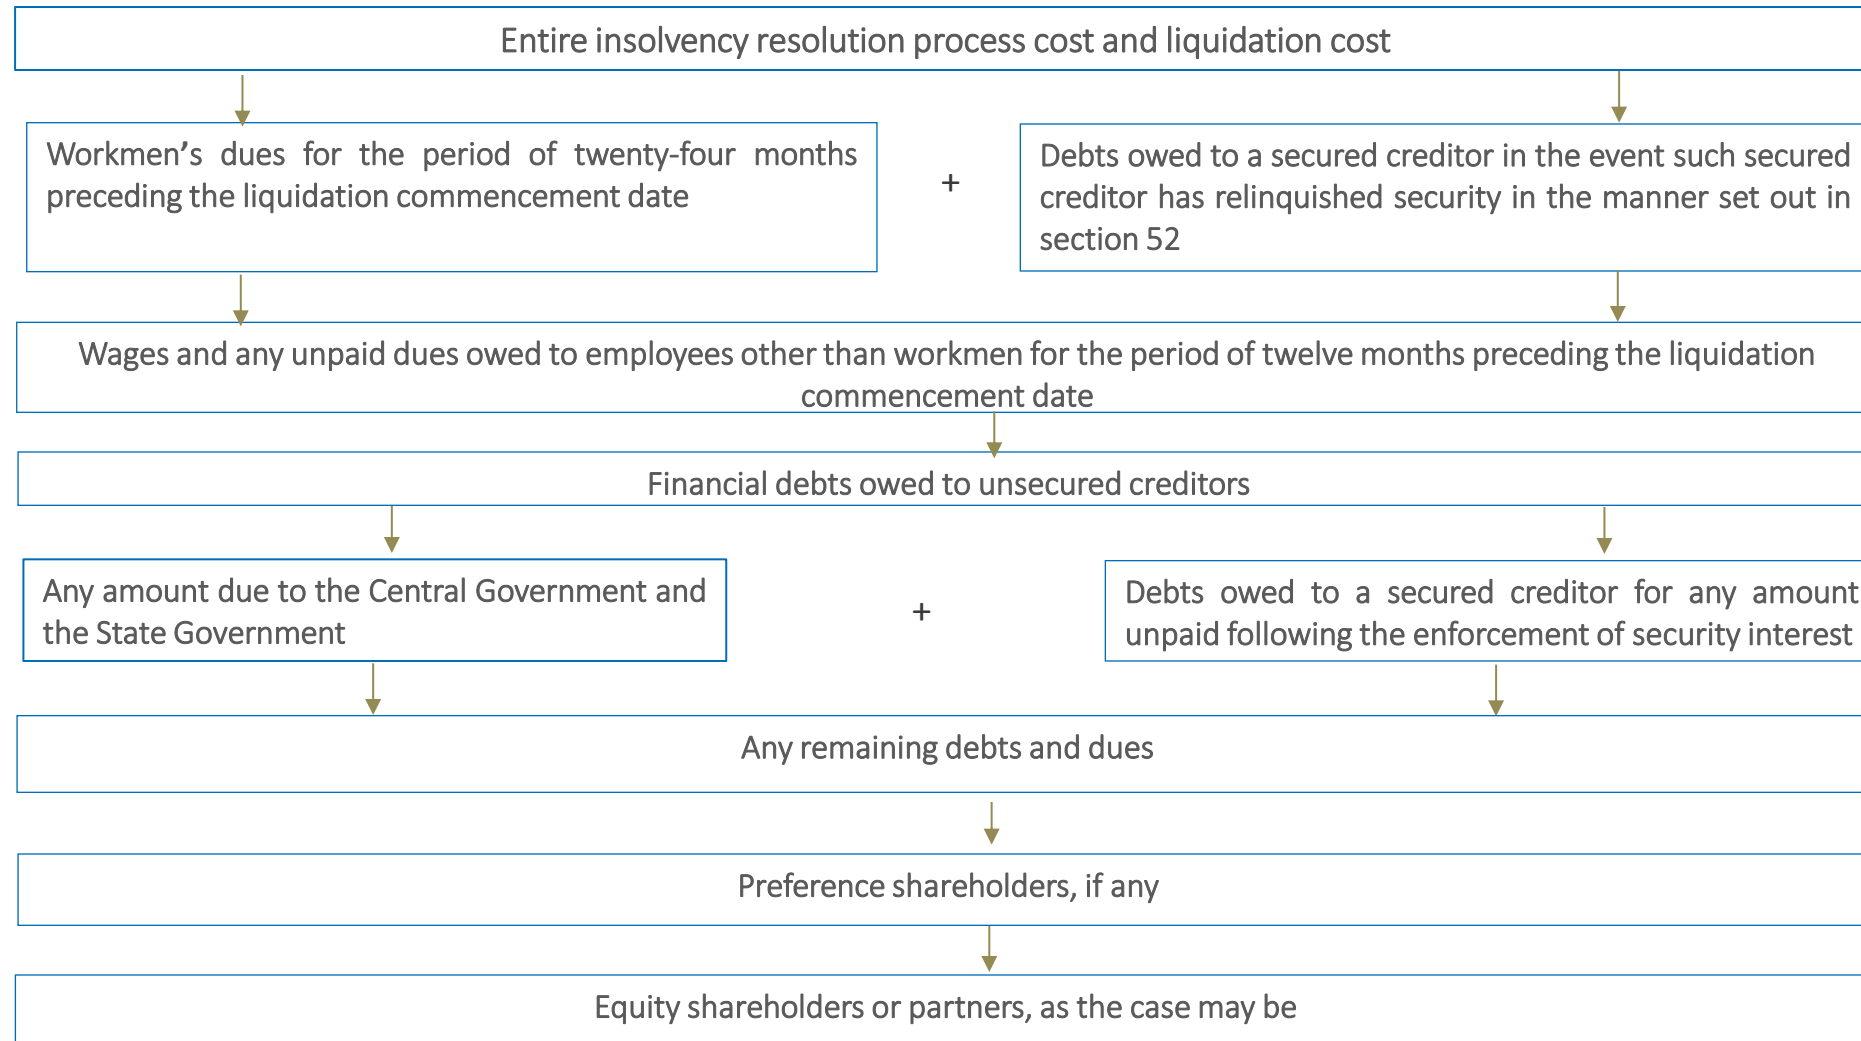 Entire insolvency resolution process cost and liquidation cost
Workmen’s dues for the period of twenty-four months
preceding the liquidation commencement date
+
Debts owed to a secured creditor in the event such secured
creditor has relinquished security in the manner set out in
section 52
Wages and any unpaid dues owed to employees other than workmen for the period of twelve months preceding the liquidation
commencement date
Financial debts owed to unsecured creditors
Any amount due to the Central Government and
the State Government
+
Debts owed to a secured creditor for any amount
unpaid following the enforcement of security interest
Any remaining debts and dues
Preference shareholders, if any
Equity shareholders or partners, as the case may be